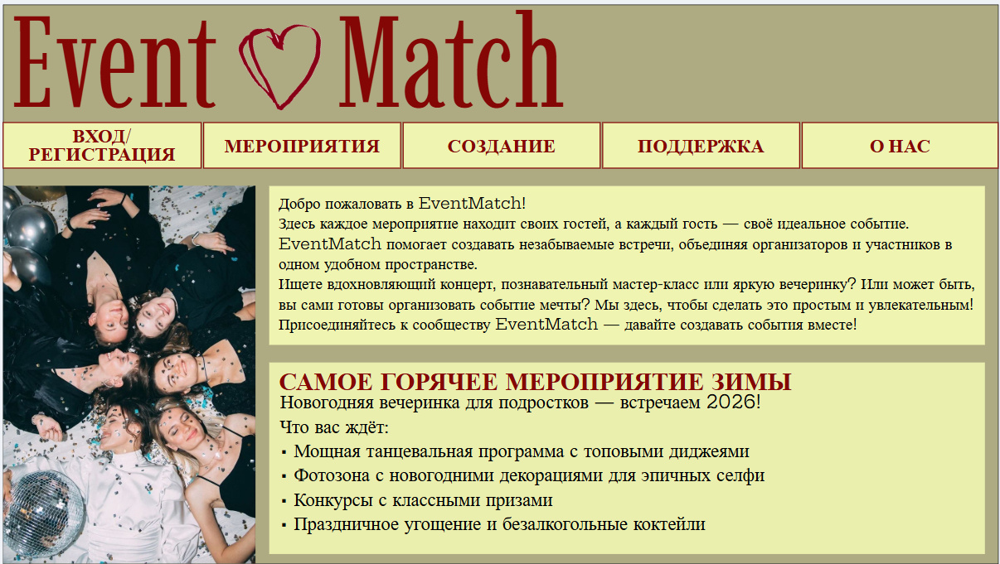 Event Match
ВХОД/
РЕГИСТРАЦИЯ
МЕРОПРИЯТИЯ
СОЗДАНИЕ
ПОДДЕРЖКА
О НАС
Добро пожаловать в EventMatch!
Здесь каждое мероприятие находит своих гостей, а каждый гость — своё идеальное событие.
EventMatch помогает создавать незабываемые встречи, объединяя организаторов и участников в
одном удобном пространстве.
Ищете вдохновляющий концерт, познавательный мастер-класс или яркую вечеринку? Или может быть,
вы сами готовы организовать событие мечты? Мы здесь, чтобы сделать это простым и увлекательным!
Присоединяйтесь к сообществу EventMatch — давайте создавать события вместе!
САМОЕ ГОРЯЧЕЕ МЕРОПРИЯТИЕ ЗИМЫ
Новогодняя вечеринка для подростков — встречаем 2026!
Что вас ждёт:
▪ Мощная танцевальная программа с топовыми диджеями
▪ Фотозона с новогодними декорациями для эпичных селфи
▪ Конкурсы с классными призами
▪ Праздничное угощение и безалкогольные коктейли